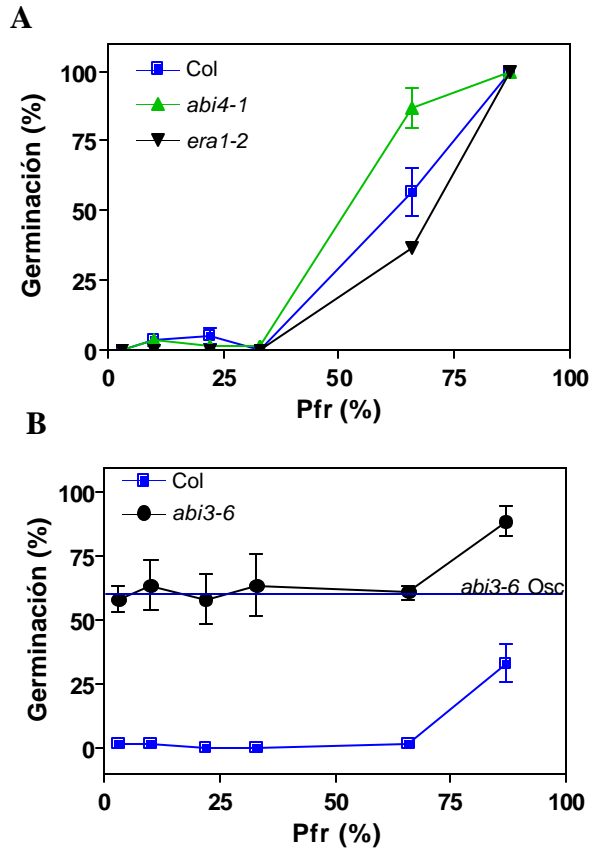 A
Germinación (%)
100
75
50
25
0
Col
abi4-1
era1-2
0 25 50 75 100
Pfr (%)
B
Germinación (%)
100
75
50
25
0
Col
abi3-6
abi3-6 Osc
0 25 50 75 100
Pfr (%)